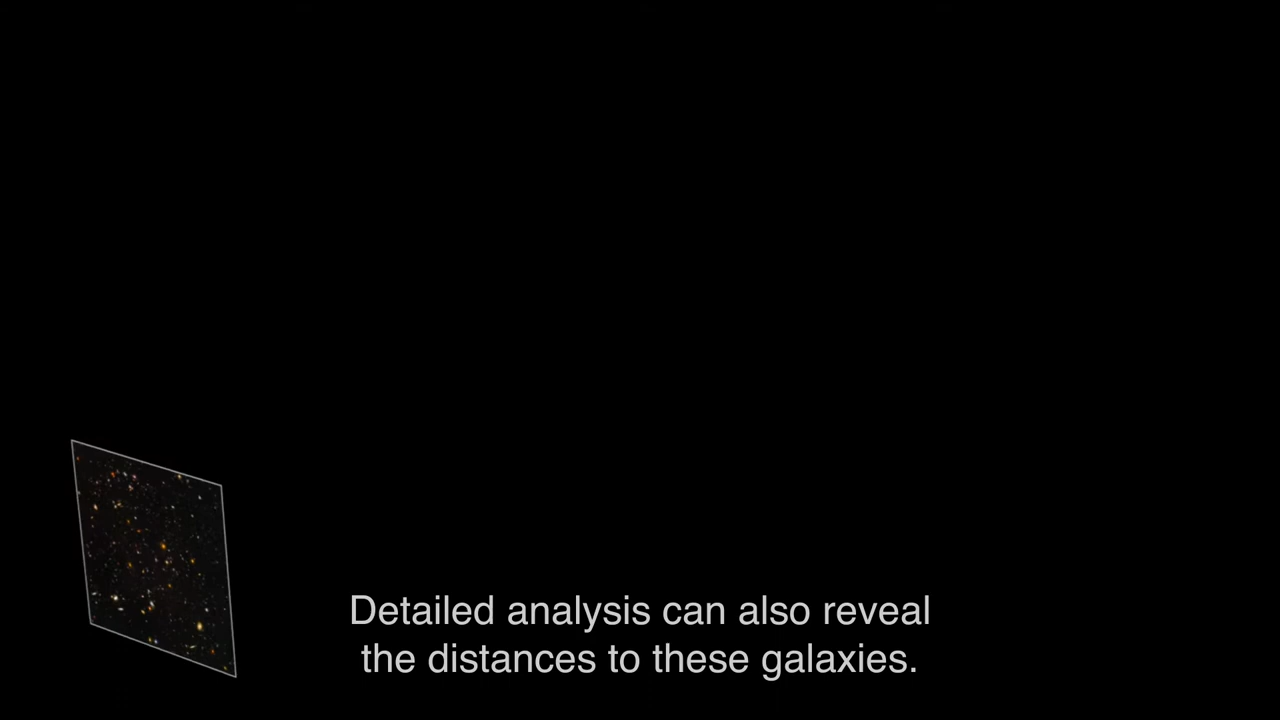 Detailed analysis can also reveal
the distances to these galaxies.